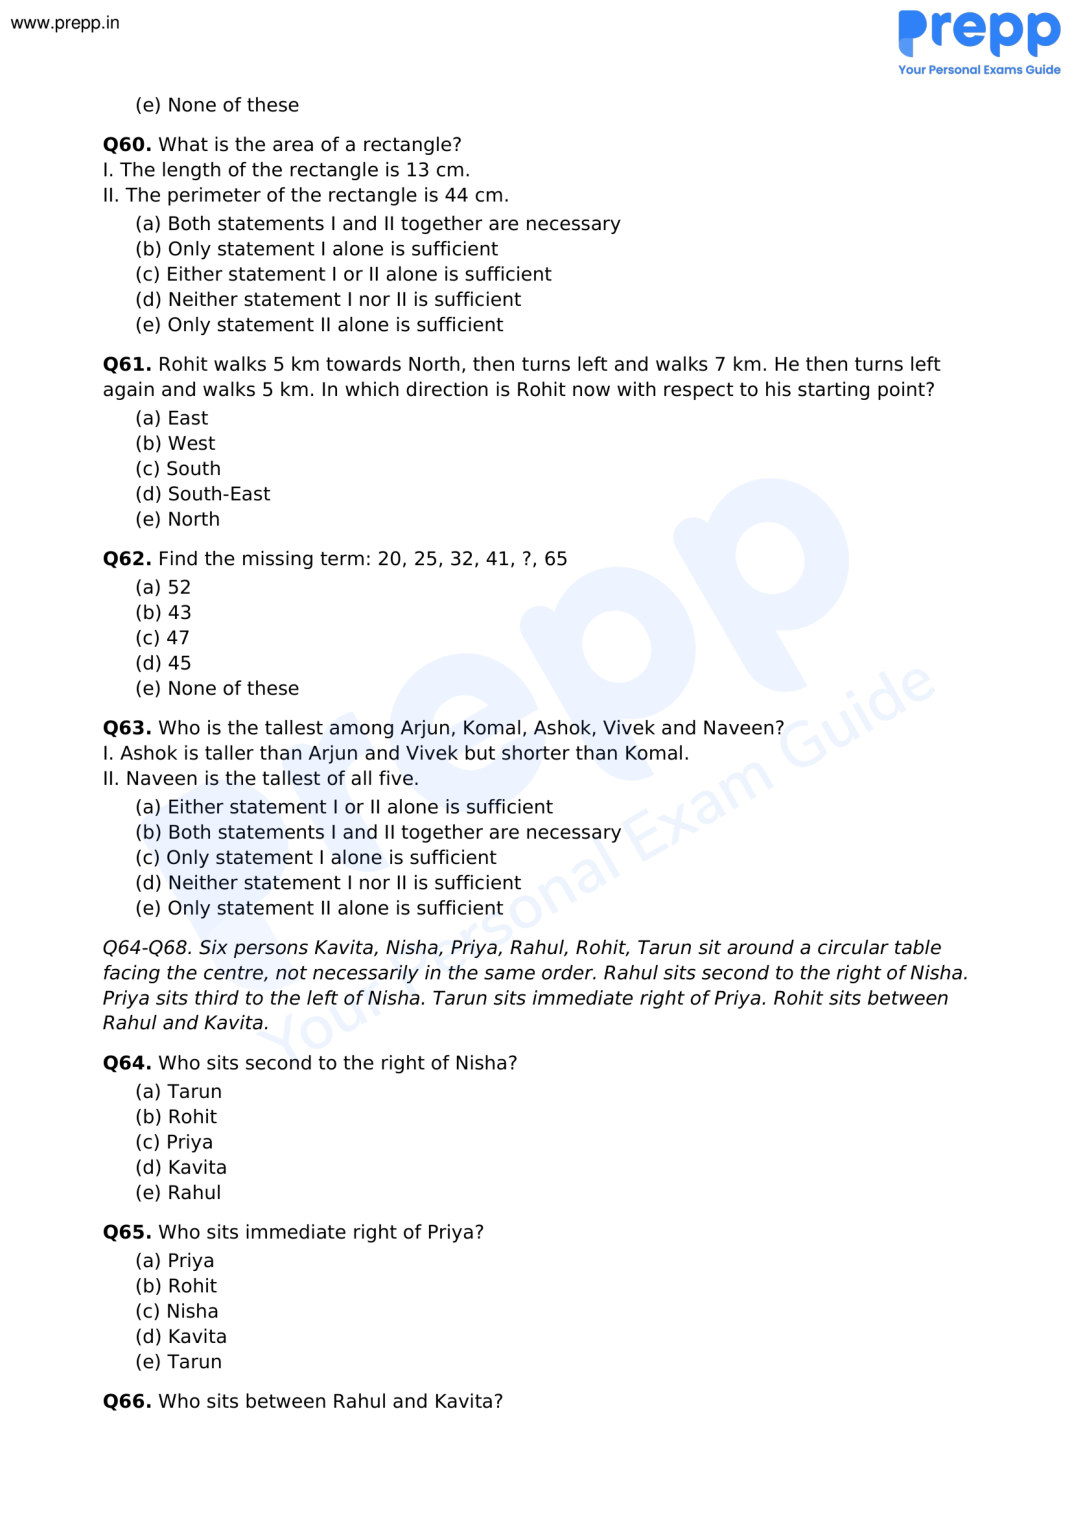 www.prepp.in
prepp
Your Personal Exams Guide
(e) None of these
Q60. What is the area of a rectangle?
I. The length of the rectangle is 13 cm.
II. The perimeter of the rectangle is 44 cm.
(a) Both statements I and II together are necessary
(b) Only statement I alone is sufficient
(c) Either statement I or II alone is sufficient
(d) Neither statement I nor II is sufficient
(e) Only statement II alone is sufficient
Q61. Rohit walks 5 km towards North, then turns left and walks 7 km. He then turns left
again and walks 5 km. In which direction is Rohit now with respect to his starting point?
(a) East
(b) West
(c) South
(d) South-East
(e) North
Q62. Find the missing term: 20, 25, 32, 41, ?, 65
(a) 52
(b) 43
(c) 47
(d) 45
(e) None of these
Q63. Who is the tallest among Arjun, Komal, Ashok, Vivek and Naveen?
I. Ashok is taller than Arjun and Vivek but shorter than Komal.
II. Naveen is the tallest of all five.
(a) Either statement I or II alone is sufficient
(b) Both statements I and II together are necessary
(c) Only statement I alone is sufficient
(d) Neither statement I nor II is sufficient
(e) Only statement II alone is sufficient
Q64-Q68. Six persons Kavita, Nisha, Priya, Rahul, Rohit, Tarun sit around a circular table
facing the centre, not necessarily in the same order. Rahul sits second to the right of Nisha.
Priya sits third to the left of Nisha. Tarun sits immediate right of Priya. Rohit sits between
Rahul and Kavita.
Q64. Who sits second to the right of Nisha?
(a) Tarun
(b) Rohit
(c) Priya
(d) Kavita
(e) Rahul
Q65. Who sits immediate right of Priya?
(a) Priya
(b) Rohit
(c) Nisha
(d) Kavita
(e) Tarun
Q66. Who sits between Rahul and Kavita?
prepp
Your Personal Exam Guide